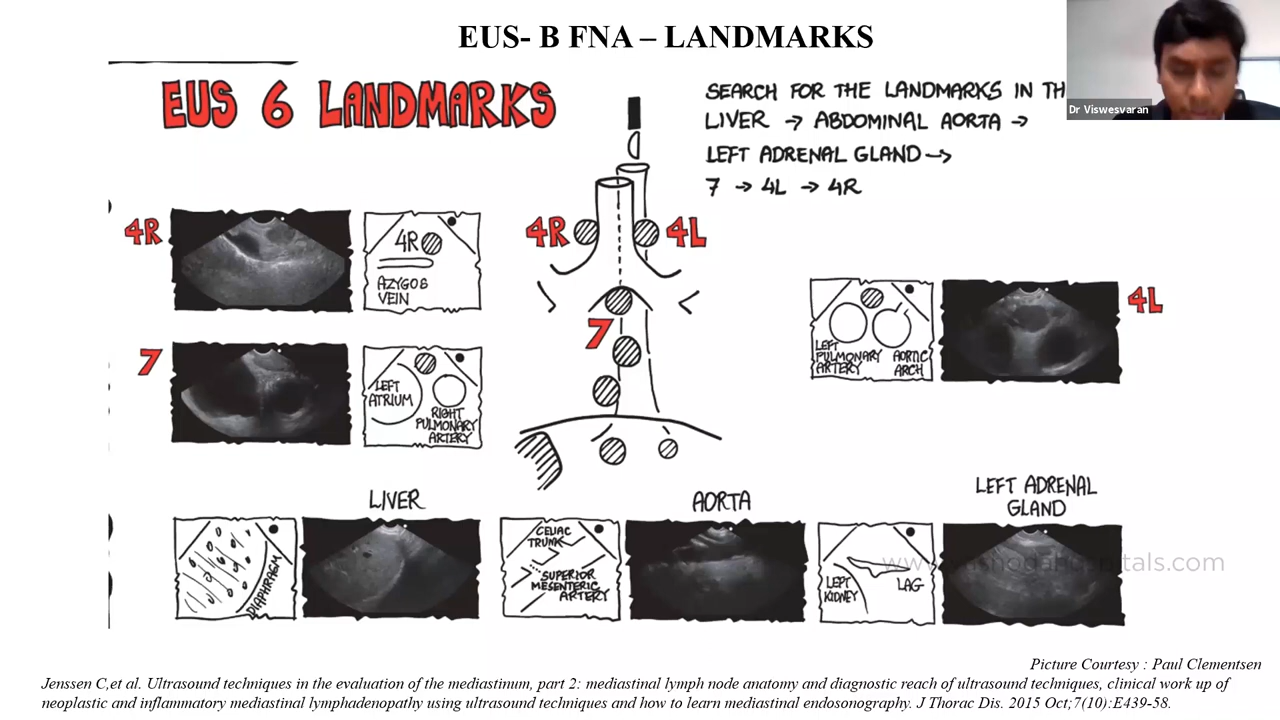 EUS- B FNA – LANDMARKS
EUS 6 LANDMARKS
SEARCH FOR THE LANDMARKS IN TH
LIVER → ABDOMINAL AORTA →
LEFT ADRENAL GLAND →
7 → 4L → 4R
Dr Viswesvaran
4R
4R
AZYGOS
VEIN
4R
4L
7
7
LEFT
ATRIUM
RIGHT
PULMONARY
ARTERY
LEFT
PULMONARY
ARTERY
AORTIC
ARCH
4L
LIVER
DIAPHRAGM
AORTA
CELIAC
TRUNK
SUPERIOR
MESENTERIC
ARTERY
LEFT ADRENAL
GLAND
LEFT
KIDNEY
LAG
Picture Courtesy : Paul Clementsen
Jenssen C,et al. Ultrasound techniques in the evaluation of the mediastinum, part 2: mediastinal lymph node anatomy and diagnostic reach of ultrasound techniques, clinical work up of
neoplastic and inflammatory mediastinal lymphadenopathy using ultrasound techniques and how to learn mediastinal endosonography. J Thorac Dis. 2015 Oct;7(10):E439-58.